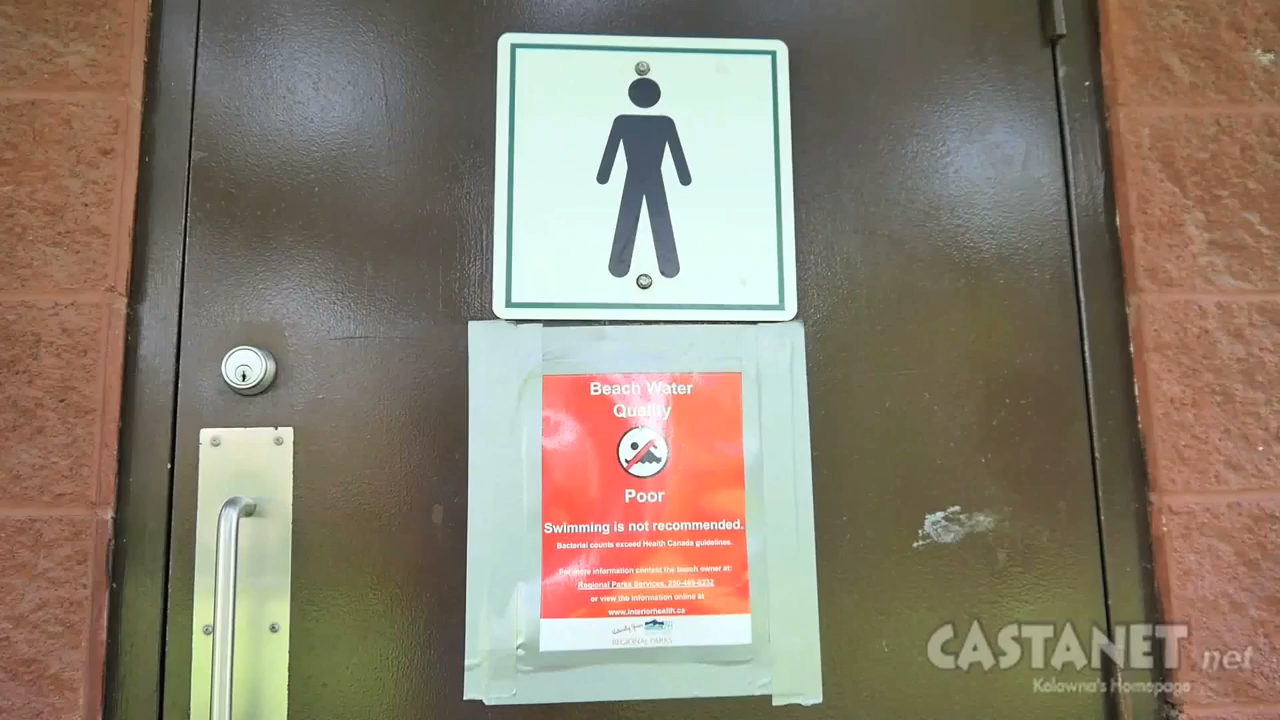 Beach Water
Quality
Poor
Swimming is not recommended.
Bacterial counts exceed Health Canada guidelines.
For more information contact the beach owner at:
Regional Parks Services,
or view the information online at
www.interiorhealth.ca
REGIONAL PARKS
CASTANET.net
Kelowna's Homepage